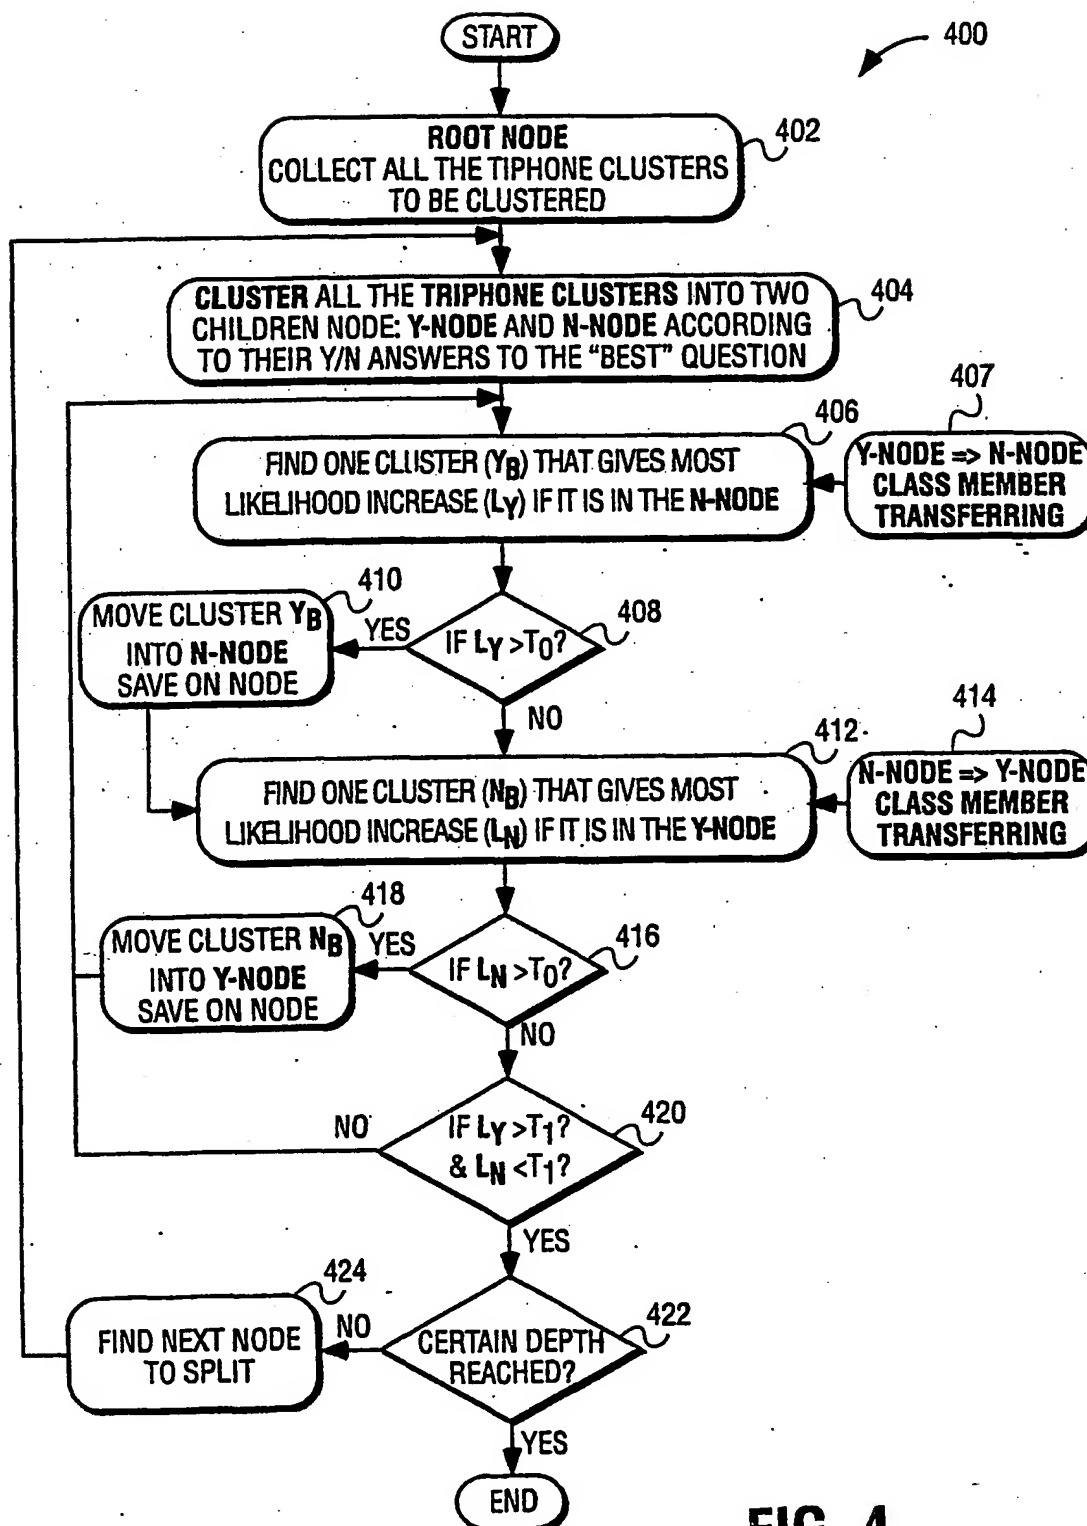 START
400
ROOT NODE
COLLECT ALL THE TIPHONE CLUSTERS
TO BE CLUSTERED
402
CLUSTER ALL THE TRIPHONE CLUSTERS INTO TWO
CHILDREN NODE: Y-NODE AND N-NODE ACCORDING
TO THEIR Y/N ANSWERS TO THE “BEST” QUESTION
404
FIND ONE CLUSTER (YB) THAT GIVES MOST
LIKELIHOOD INCREASE (LY) IF IT IS IN THE N-NODE
406
Y-NODE => N-NODE
CLASS MEMBER
TRANSFERRING
407
IF LY >T0?
408
YES
NO
MOVE CLUSTER YB
INTO N-NODE
SAVE ON NODE
410
FIND ONE CLUSTER (NB) THAT GIVES MOST
LIKELIHOOD INCREASE (LN) IF IT IS IN THE Y-NODE
412
N-NODE => Y-NODE
CLASS MEMBER
TRANSFERRING
414
IF LN >T0?
416
YES
NO
MOVE CLUSTER NB
INTO Y-NODE
SAVE ON NODE
418
IF LY >T1?
& LN <T1?
420
NO
YES
CERTAIN DEPTH
REACHED?
422
NO
YES
FIND NEXT NODE
TO SPLIT
424
END
FIG. 4